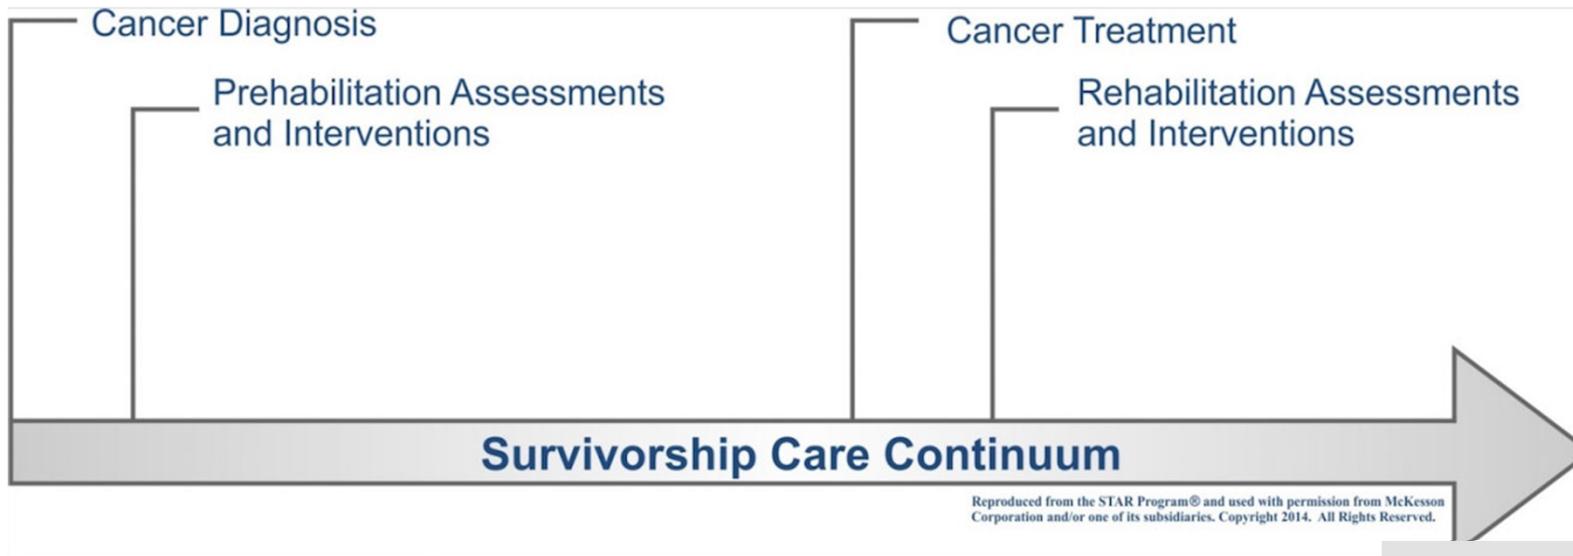 Cancer Diagnosis
Prehabilitation Assessments
and Interventions
Cancer Treatment
Rehabilitation Assessments
and Interventions
Survivorship Care Continuum
Reproduced from the STAR Program® and used with permission from McKesson
Corporation and/or one of its subsidiaries. Copyright 2014. All Rights Reserved.